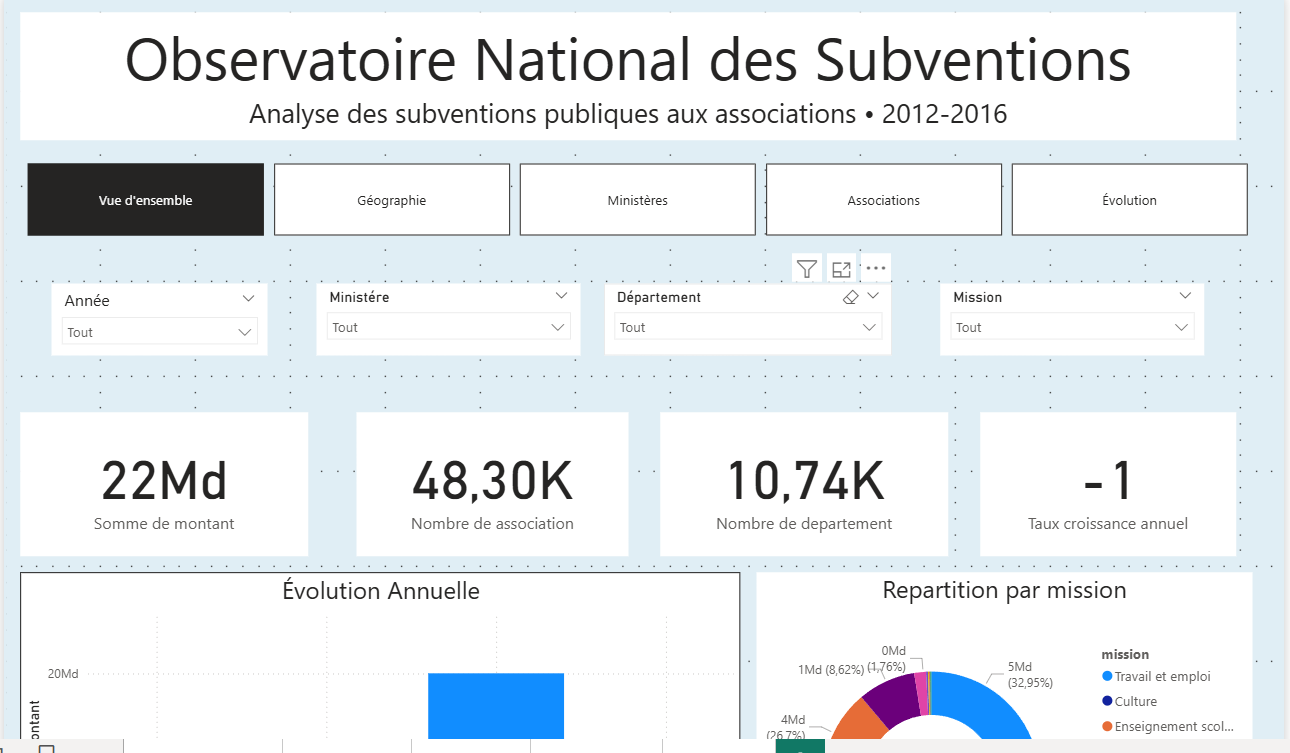 Observatoire National des Subventions
Analyse des subventions publiques aux associations • 2012-2016
Vue d'ensemble
Géographie
Ministères
Associations
Évolution
Année
Tout
Ministére
Tout
Département
Tout
Mission
Tout
22Md
Somme de montant
48,30K
Nombre de association
10,74K
Nombre de departement
-1
Taux croissance annuel
Évolution Annuelle
20Md
ontant
Repartition par mission
0Md
(1,76%)
1Md (8,62%)
5Md
(32,95%)
4Md
(26,7%)
mission
Travail et emploi
Culture
Enseignement scol...